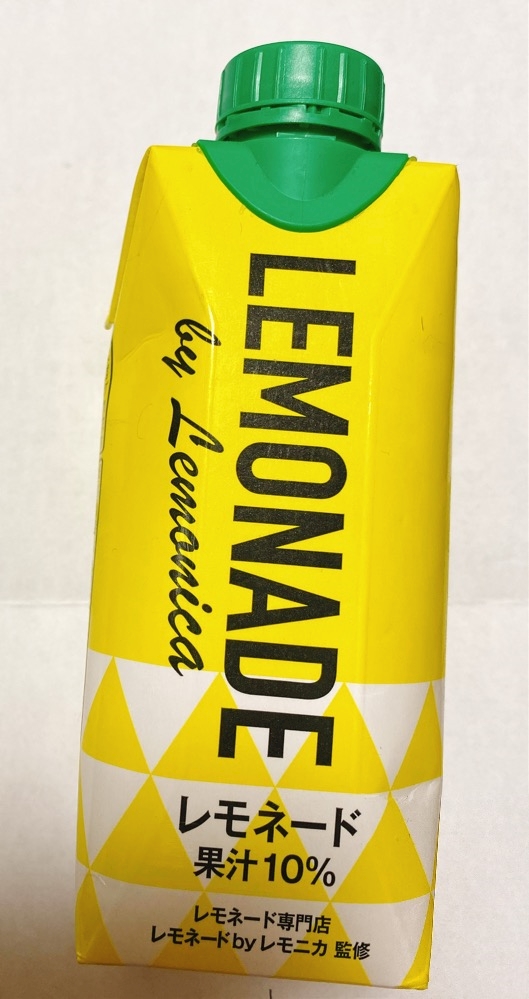 LEMONADE
by Lemonica
レモネード
果汁10%
レモネード専門店
レモネードbyレモニカ 監修